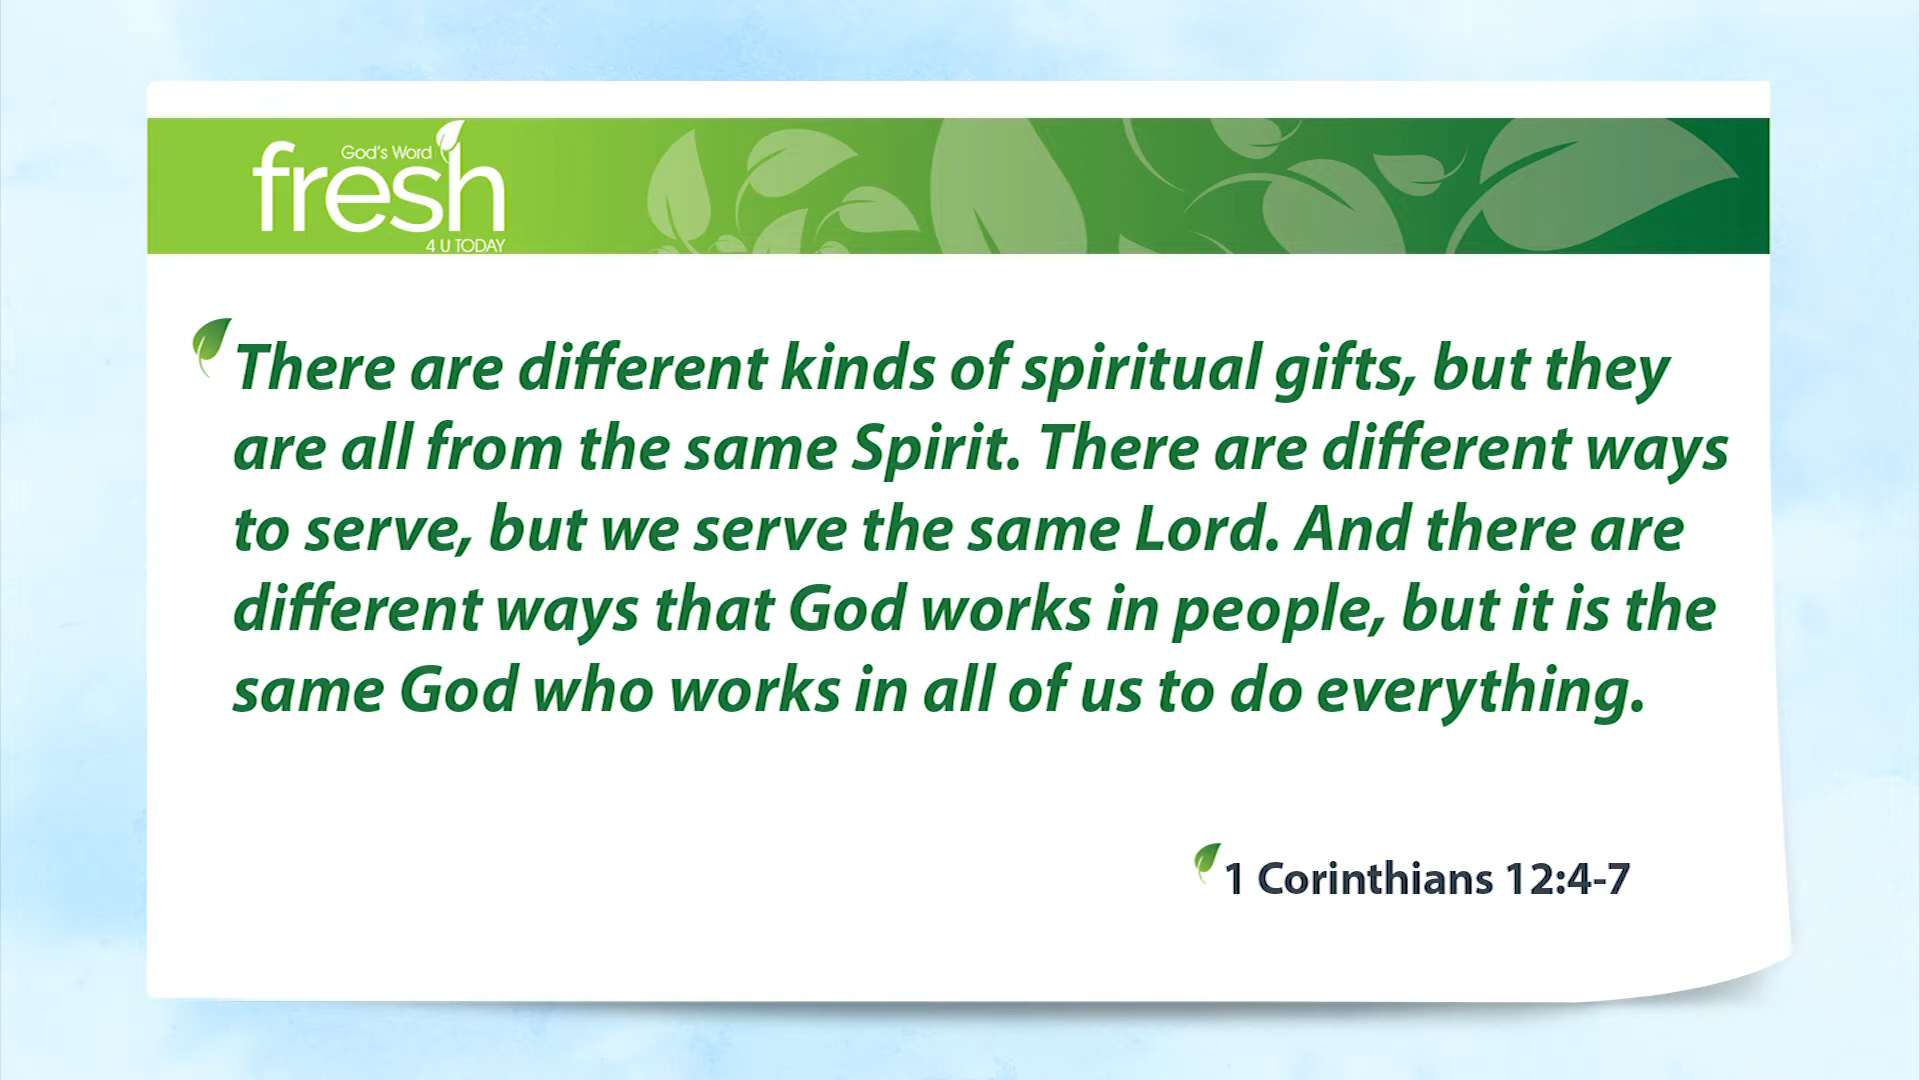 God's Word
fresh
4 U TODAY
There are different kinds of spiritual gifts, but they
are all from the same Spirit. There are different ways
to serve, but we serve the same Lord. And there are
different ways that God works in people, but it is the
same God who works in all of us to do everything.
1 Corinthians 12:4-7